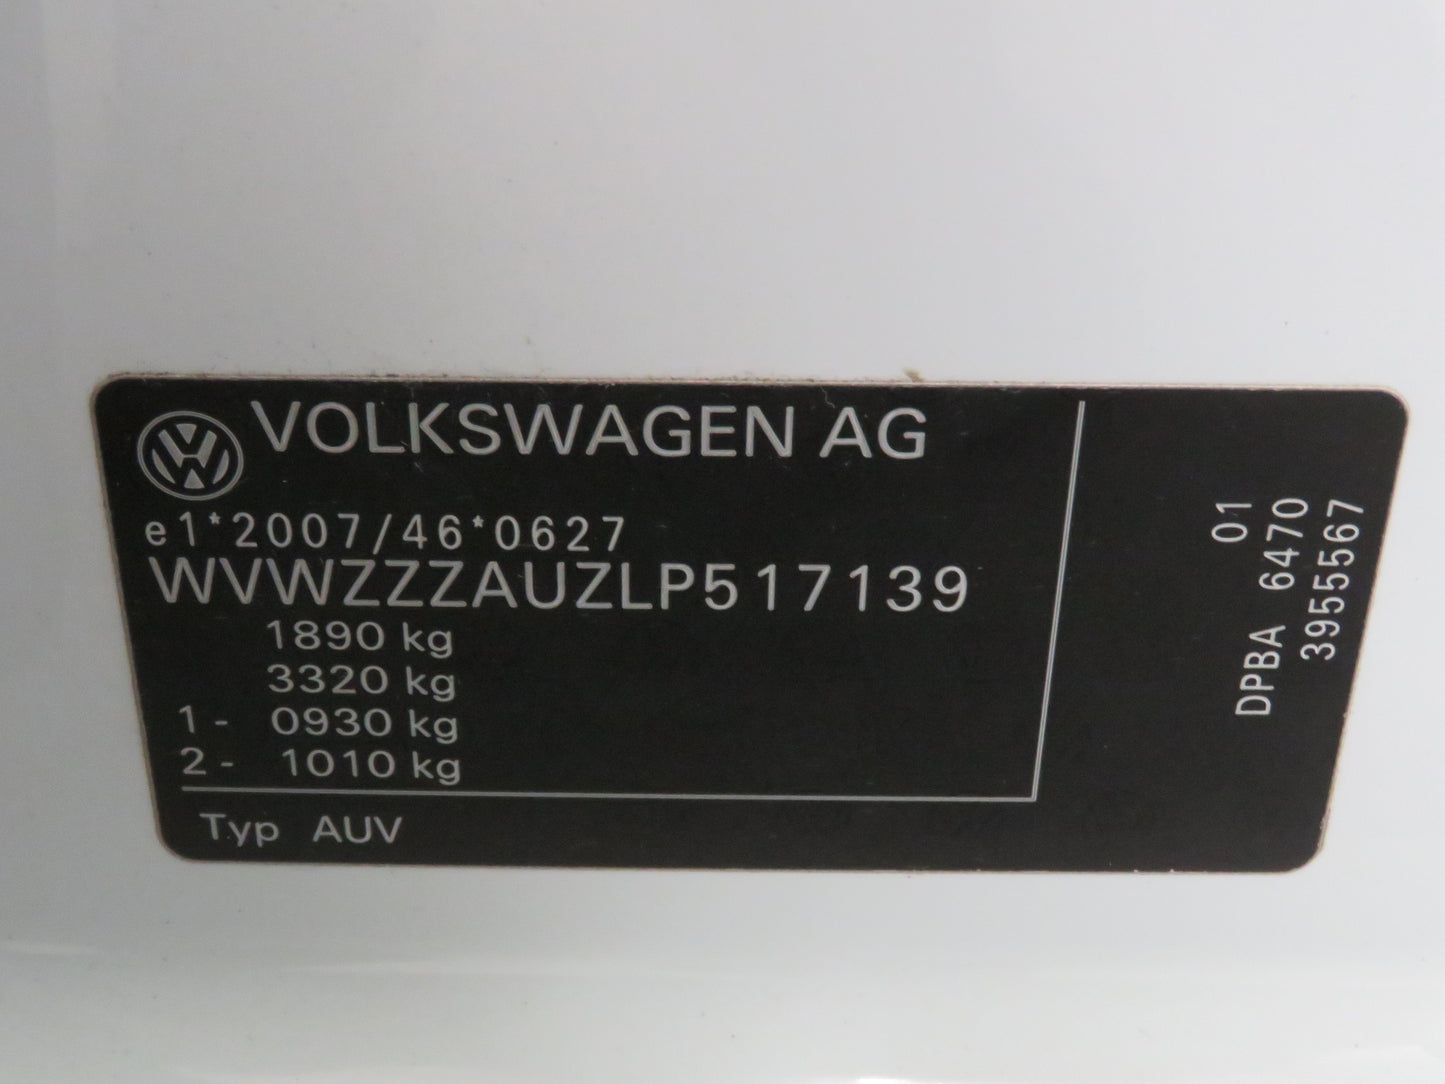 VOLKSWAGEN AG
e1*2007/46*0627
WVWZZZAUZLP517139
1890 kg
3320 kg
1- 0930 kg
2- 1010 kg
Typ AUV
01
DPBA 6470
3955567